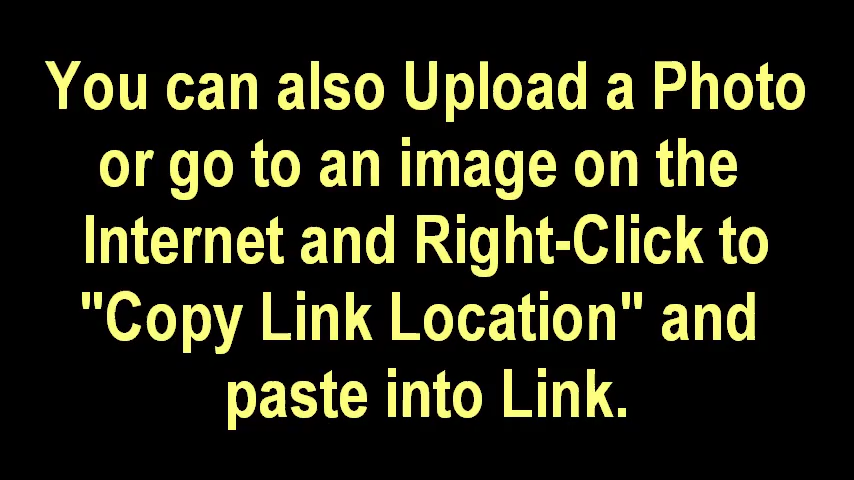 You can also Upload a Photo
or go to an image on the
Internet and Right-Click to
"Copy Link Location" and
paste into Link.